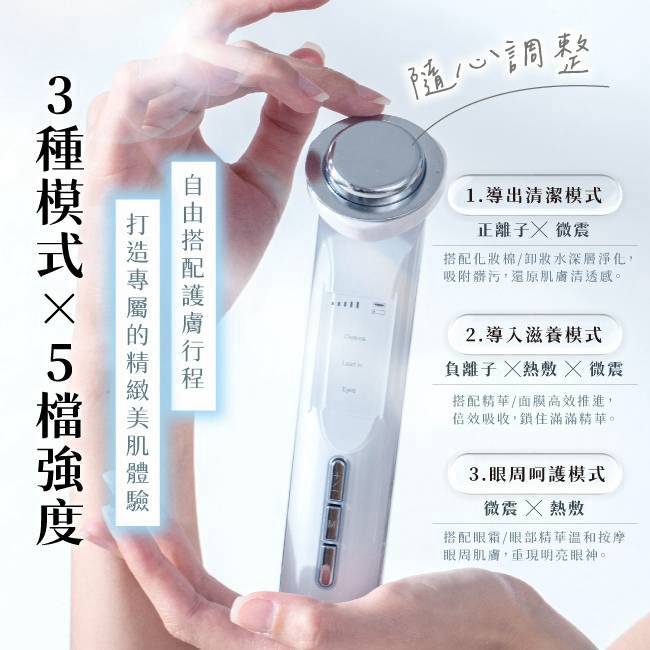 3種模式×5檔強度
自由搭配護膚行程
打造專屬的精緻美肌體驗
隨心調整
1.導出清潔模式
正離子×微震
搭配化妝棉/卸妝水深層淨化，
吸附髒污，還原肌膚清透感。
2.導入滋養模式
負離子×熱敷×微震
搭配精華/面膜高效推進，
倍效吸收，鎖住滿滿精華。
3.眼周呵護模式
微震×熱敷
搭配眼霜/眼部精華溫和按摩
眼周肌膚，重現明亮眼神。
Cleanse
Lead in
Eyes
M